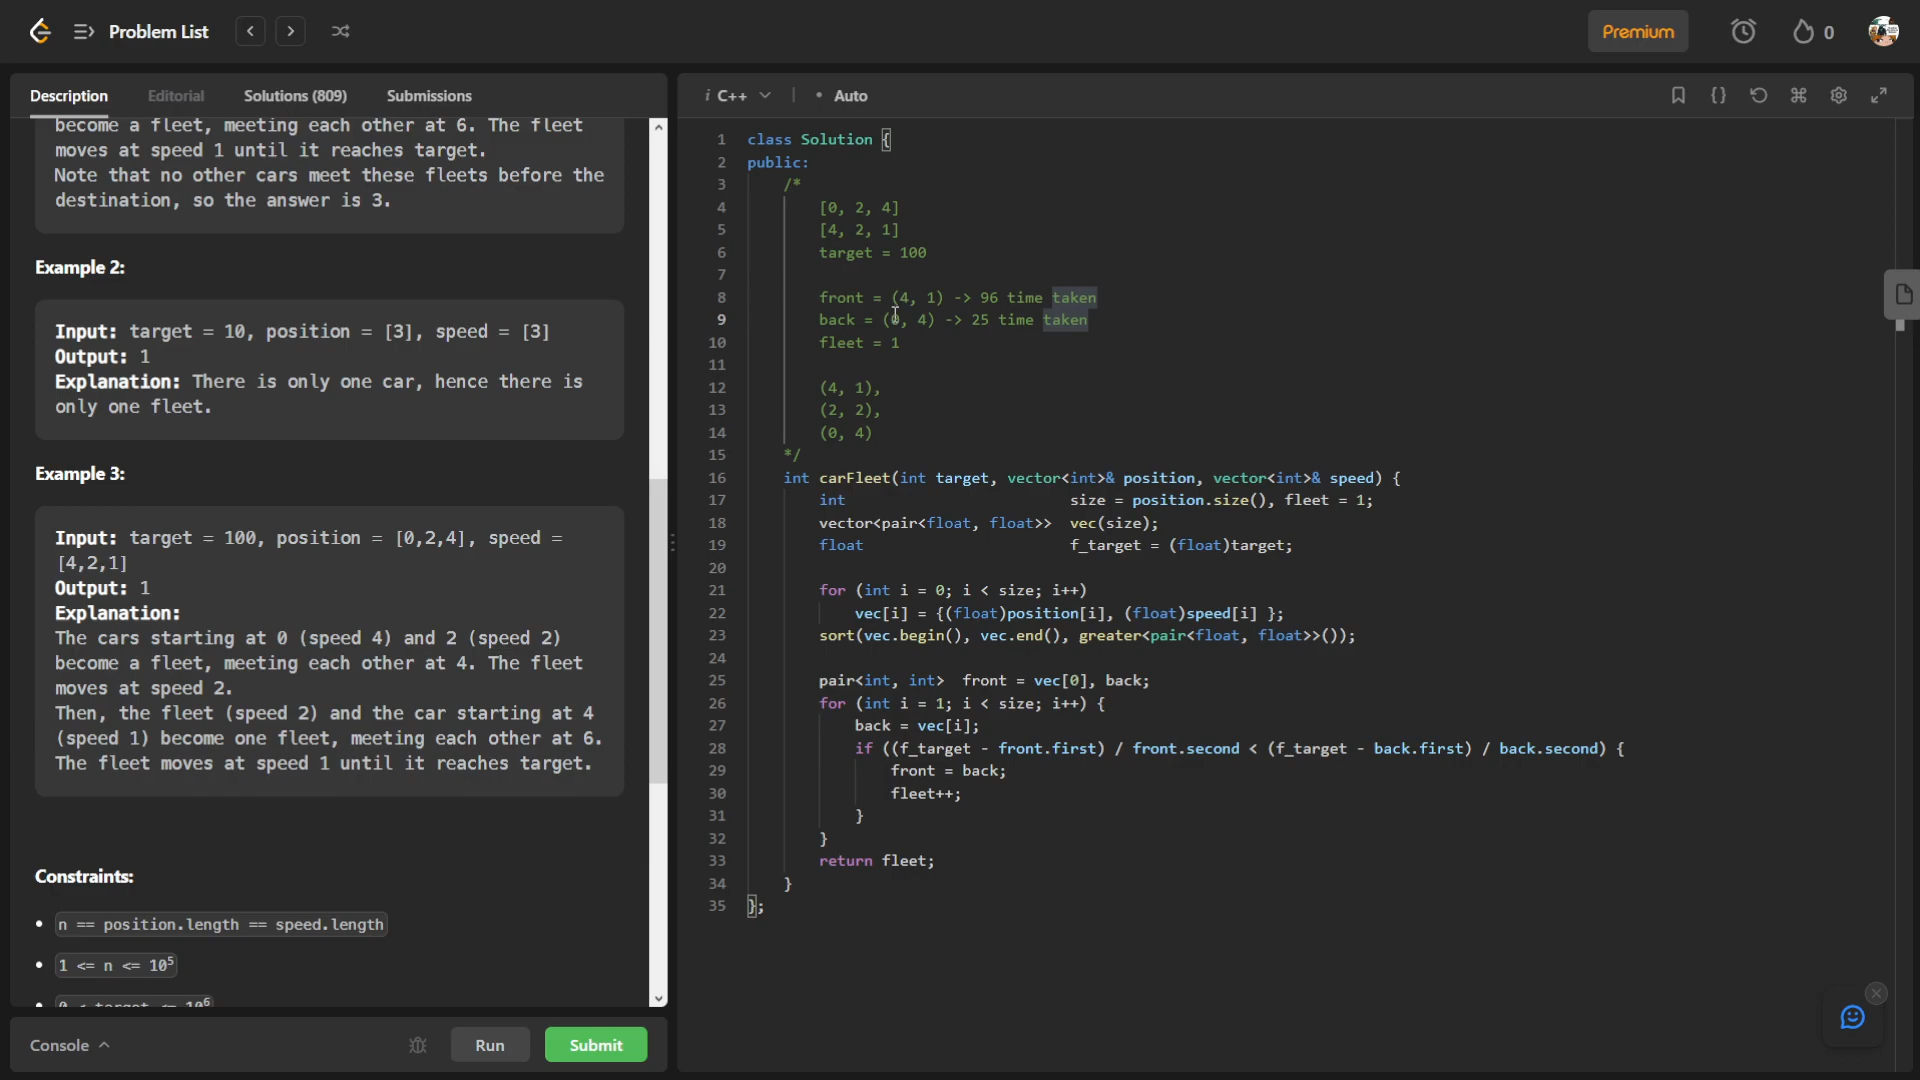 Problem List
Premium
0
Description
Editorial
Solutions (809)
Submissions
become a fleet, meeting each other at 6. The fleet
moves at speed 1 until it reaches target.
Note that no other cars meet these fleets before the
destination, so the answer is 3.
Example 2:
Input: target = 10, position = [3], speed = [3]
Output: 1
Explanation: There is only one car, hence there is
only one fleet.
Example 3:
Input: target = 100, position = [0,2,4], speed =
[4,2,1]
Output: 1
Explanation:
The cars starting at 0 (speed 4) and 2 (speed 2)
become a fleet, meeting each other at 4. The fleet
moves at speed 2.
Then, the fleet (speed 2) and the car starting at 4
(speed 1) become one fleet, meeting each other at 6.
The fleet moves at speed 1 until it reaches target.
Constraints:
• n == position.length == speed.length
• 1 <= n <= 10⁵
• 0 < target <= 10⁶
Console
Run
Submit
i C++
• Auto
{}
1 class Solution {
2 public:
3 /*
4 [0, 2, 4]
5 [4, 2, 1]
6 target = 100
7
8 front = (4, 1) -> 96 time taken
9 back = (0, 4) -> 25 time taken
10 fleet = 1
11
12 (4, 1),
13 (2, 2),
14 (0, 4)
15 */
16 int carFleet(int target, vector<int>& position, vector<int>& speed) {
17 int size = position.size(), fleet = 1;
18 vector<pair<float, float>> vec(size);
19 float f_target = (float)target;
20
21 for (int i = 0; i < size; i++)
22 vec[i] = {(float)position[i], (float)speed[i] };
23 sort(vec.begin(), vec.end(), greater<pair<float, float>>());
24
25 pair<int, int> front = vec[0], back;
26 for (int i = 1; i < size; i++) {
27 back = vec[i];
28 if ((f_target - front.first) / front.second < (f_target - back.first) / back.second) {
29 front = back;
30 fleet++;
31 }
32 }
33 return fleet;
34 }
35 };